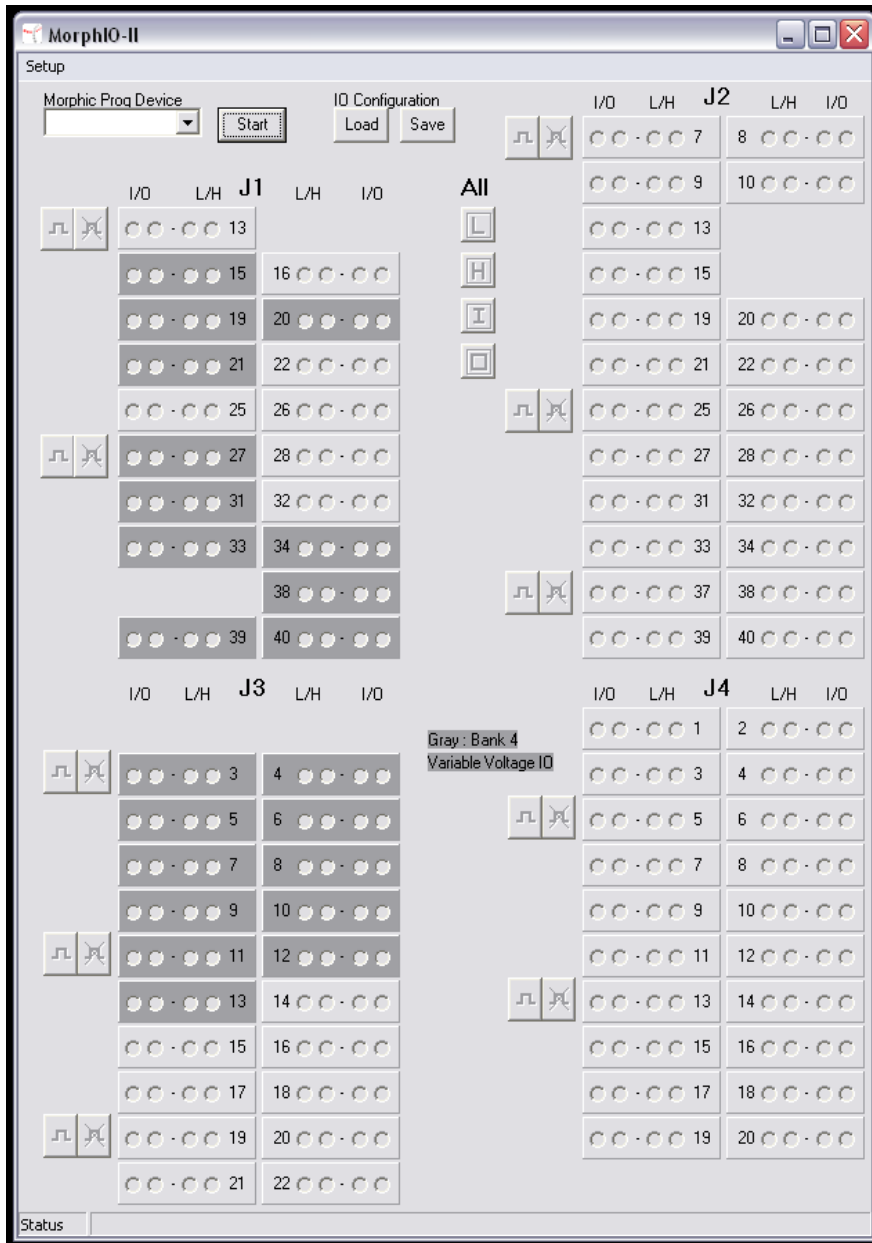 MorphIO-II
Setup
Morphic Prog Device
Start
IO Configuration
Load Save
I/O L/H J2 L/H I/O
7 8
9 10
13
15
19 20
21 22
25 26
27 28
31 32
33 34
37 38
39 40
I/O L/H J1 L/H I/O
13
15 16
19 20
21 22
25 26
27 28
31 32
33 34
38
39 40
All
L
H
I
O
I/O L/H J3 L/H I/O
3 4
5 6
7 8
9 10
11 12
13 14
15 16
17 18
19 20
21 22
Gray : Bank 4
Variable Voltage IO
I/O L/H J4 L/H I/O
1 2
3 4
5 6
7 8
9 10
11 12
13 14
15 16
17 18
19 20
Status